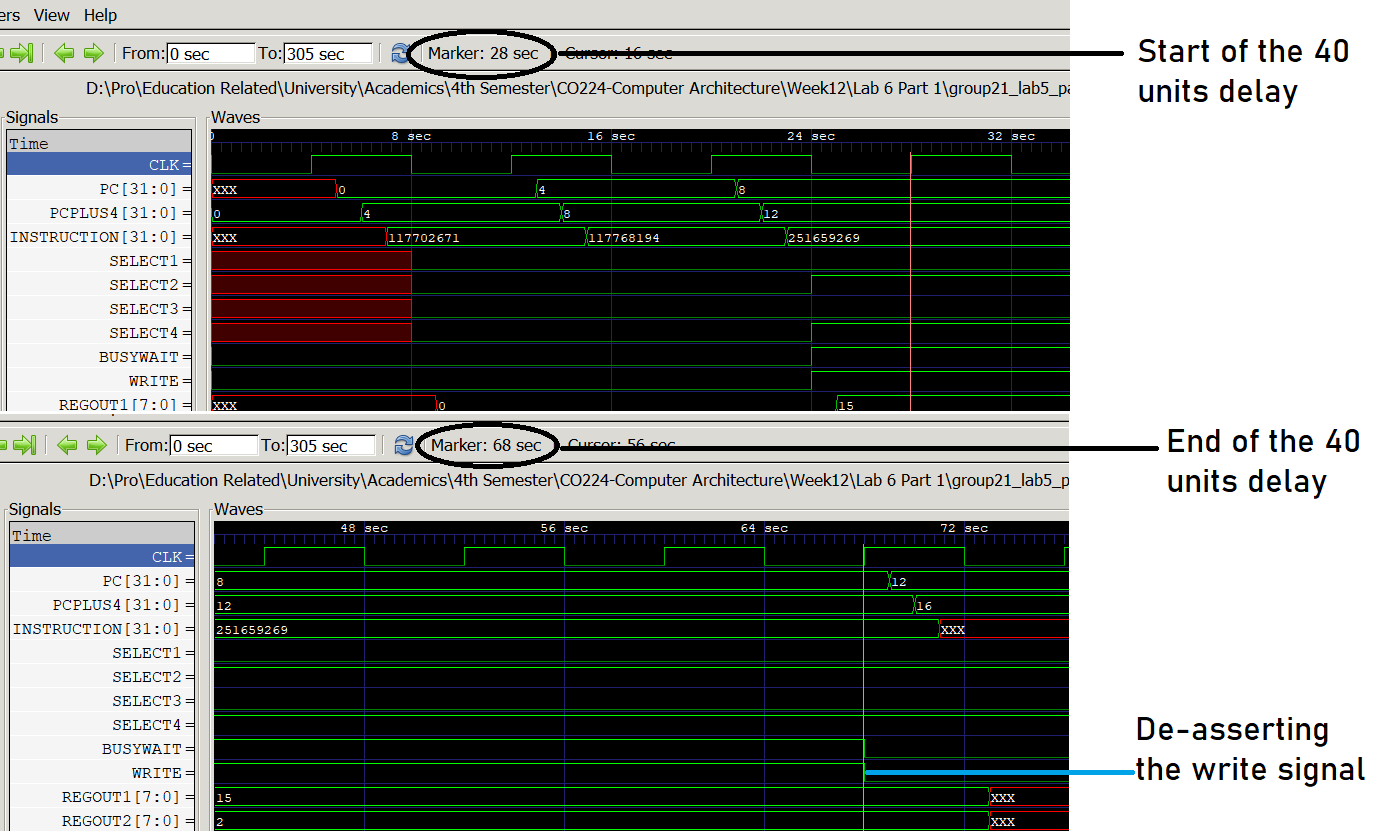 ers View Help
From: 0 sec To: 305 sec Marker: 28 sec Cursor: 16 sec
Start of the 40
units delay
D:\Pro\Education Related\University\Academics\4th Semester\CO224-Computer Architecture\Week12\Lab 6 Part 1\group21_lab5_pa
Signals Waves
Time 0 8 sec 16 sec 24 sec 32 sec
CLK=
PC[31:0]= XXX 0 4 8
PCPLUS4[31:0]= 0 4 8 12
INSTRUCTION[31:0]= XXX 117702671 117768194 251659269
SELECT1=
SELECT2=
SELECT3=
SELECT4=
BUSYWAIT=
WRITE=
REGOUT1[7:0]= XXX 0 15
From: 0 sec To: 305 sec Marker: 68 sec Cursor: 56 sec
End of the 40
units delay
D:\Pro\Education Related\University\Academics\4th Semester\CO224-Computer Architecture\Week12\Lab 6 Part 1\group21_lab5_p
Signals Waves
Time 48 sec 56 sec 64 sec 72 sec
CLK=
PC[31:0]= 8 12
PCPLUS4[31:0]= 12 16
INSTRUCTION[31:0]= 251659269 XXX
SELECT1=
SELECT2=
SELECT3=
SELECT4=
BUSYWAIT=
WRITE=
De-asserting
the write signal
REGOUT1[7:0]= 15 XXX
REGOUT2[7:0]= 2 XXX